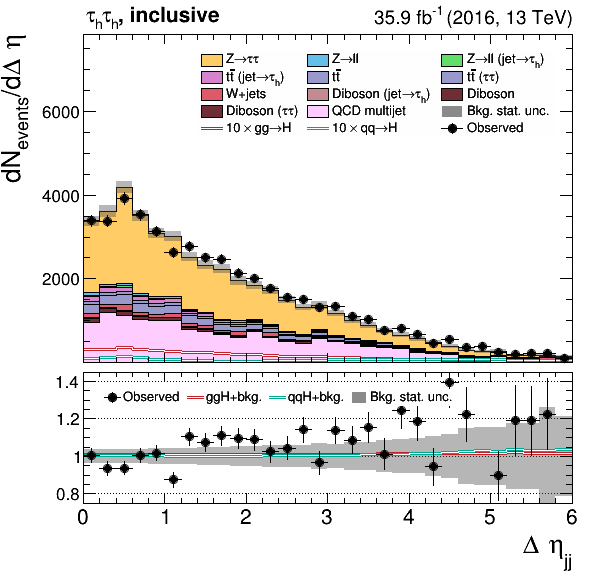 τhτh, inclusive 35.9 fb⁻¹ (2016, 13 TeV)
dNevents/dΔ η
Z→ττ Z→ll Z→ll (jet→τh)
tt̄ (jet→τh) tt̄ tt̄ (ττ)
W+jets Diboson (jet→τh) Diboson
Diboson (ττ) QCD multijet Bkg. stat. unc.
10 × gg→H 10 × qq→H Observed
6000
4000
2000
Observed ggH+bkg. qqH+bkg. Bkg. stat. unc.
1.4
1.2
1.0
0.8
0 1 2 3 4 5 6
Δ ηjj